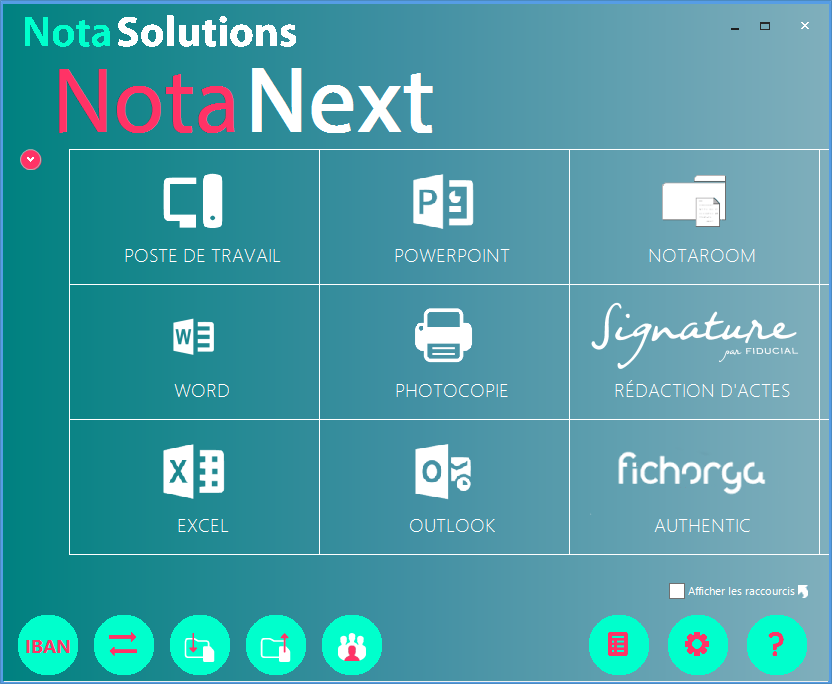 NotaSolutions
NotaNext
POSTE DE TRAVAIL
P
POWERPOINT
NOTAROOM
W
WORD
PHOTOCOPIE
Signature
par FIDUCIAL
RÉDACTION D'ACTES
X
EXCEL
O
OUTLOOK
fichorga
AUTHENTIC
Afficher les raccourcis
IBAN
?